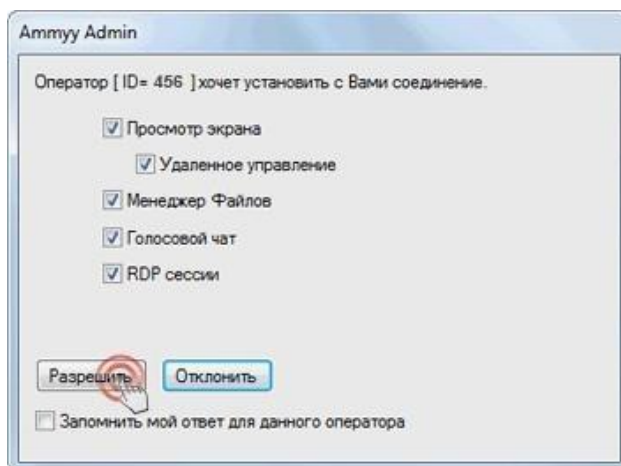 Ammyy Admin
Оператор [ ID= 456 ]хочет установить с Вами соединение.
Просмотр экрана
Удаленное управление
Менеджер Файлов
Голосовой чат
RDP сессии
Разрешить Отклонить
Запомнить мой ответ для данного оператора